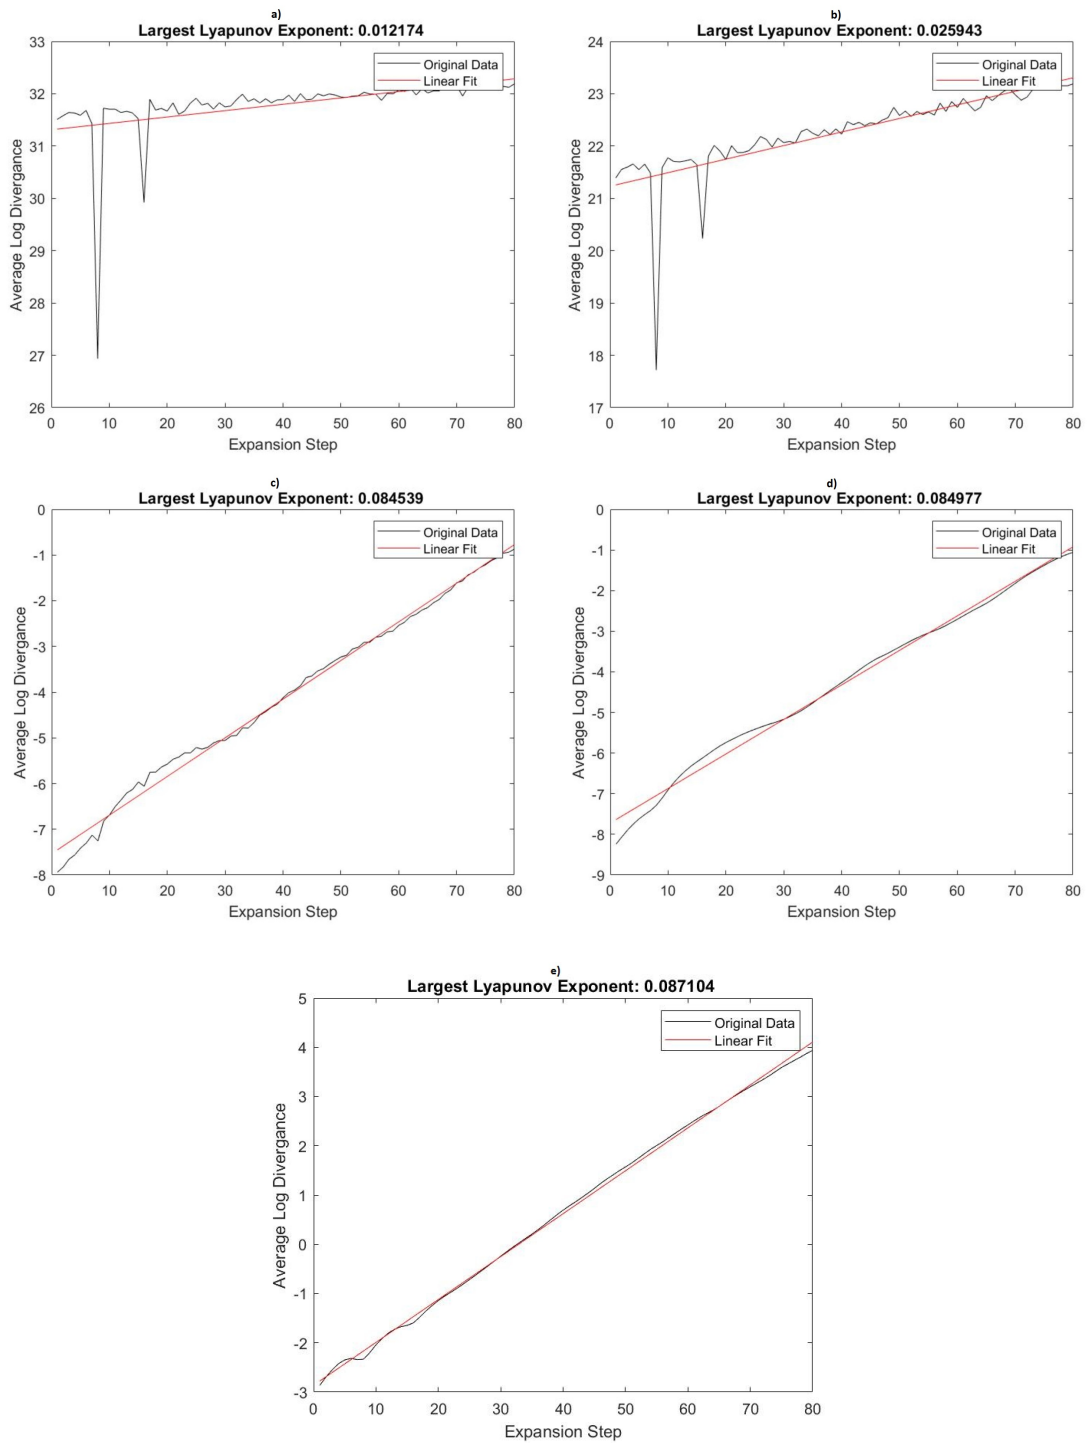 a)
Largest Lyapunov Exponent: 0.012174
33
32
31
30
29
28
27
26
Average Log Divergance
Original Data
Linear Fit
0 10 20 30 40 50 60 70 80
Expansion Step
b)
Largest Lyapunov Exponent: 0.025943
24
23
22
21
20
19
18
17
Average Log Divergance
Original Data
Linear Fit
0 10 20 30 40 50 60 70 80
Expansion Step
c)
Largest Lyapunov Exponent: 0.084539
0
-1
-2
-3
-4
-5
-6
-7
-8
Average Log Divergance
Original Data
Linear Fit
0 10 20 30 40 50 60 70 80
Expansion Step
d)
Largest Lyapunov Exponent: 0.084977
0
-1
-2
-3
-4
-5
-6
-7
-8
-9
Average Log Divergance
Original Data
Linear Fit
0 10 20 30 40 50 60 70 80
Expansion Step
e)
Largest Lyapunov Exponent: 0.087104
5
4
3
2
1
0
-1
-2
-3
Average Log Divergance
Original Data
Linear Fit
0 10 20 30 40 50 60 70 80
Expansion Step